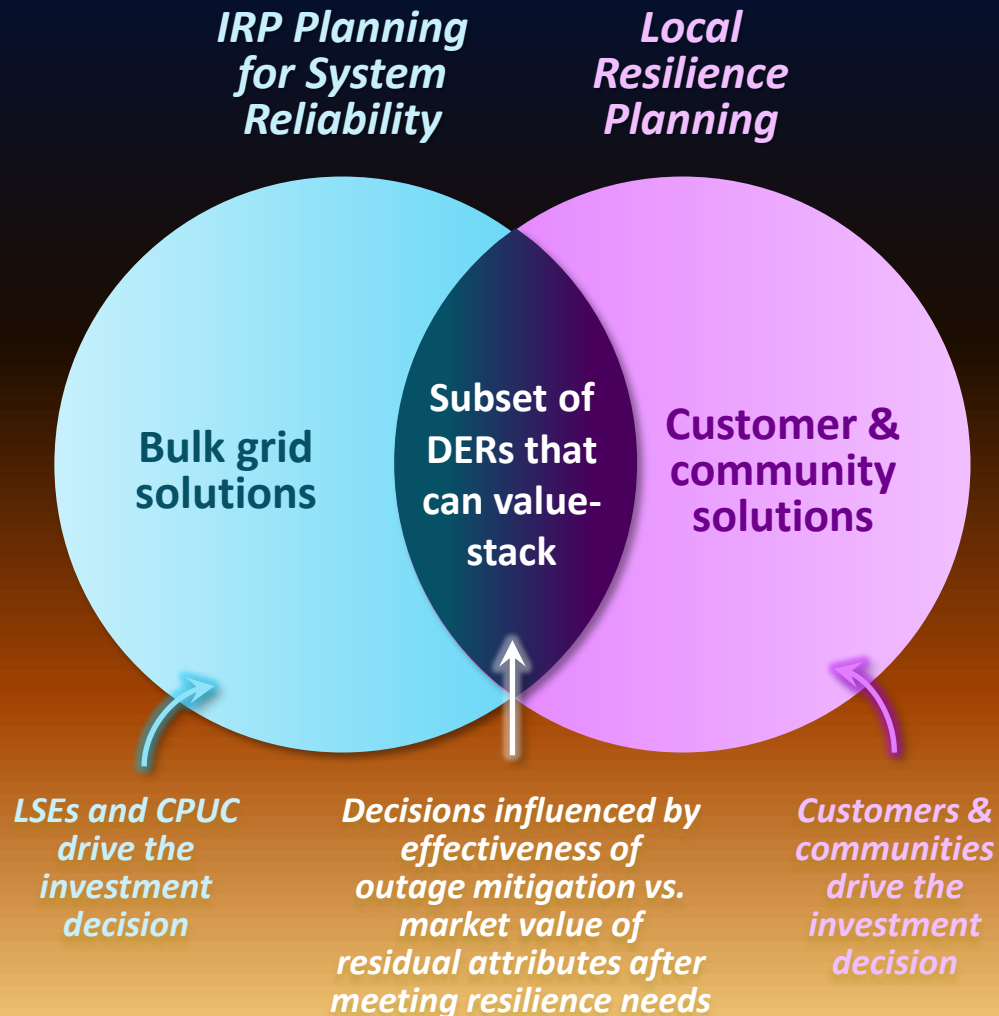 IRP Planning
for System
Reliability
Local
Resilience
Planning
Bulk grid
solutions
Subset of
DERs that
can value-
stack
Customer &
community
solutions
LSEs and CPUC
drive the
investment
decision
Decisions influenced by
effectiveness of
outage mitigation vs.
market value of
residual attributes after
meeting resilience needs
Customers &
communities
drive the
investment
decision